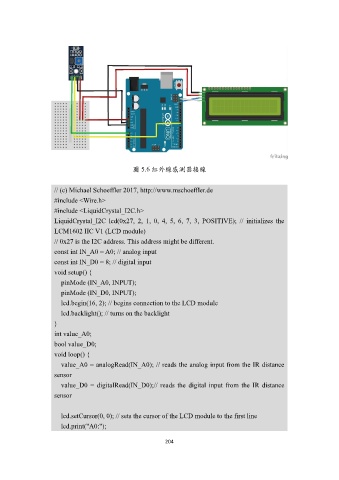 fritzing
圖 5.6 紅外線感測器接線
// (c) Michael Schoeffler 2017, http://www.mschoeffler.de
#include <Wire.h>
#include <LiquidCrystal_I2C.h>
LiquidCrystal_I2C lcd(0x27, 2, 1, 0, 4, 5, 6, 7, 3, POSITIVE); // initializes the
LCM1602 IIC V1 (LCD module)
// 0x27 is the I2C address. This address might be different.
const int IN_A0 = A0; // analog input
const int IN_D0 = 8; // digital input
void setup() {
pinMode (IN_A0, INPUT);
pinMode (IN_D0, INPUT);
lcd.begin(16, 2); // begins connection to the LCD module
lcd.backlight(); // turns on the backlight
}
int value_A0;
bool value_D0;
void loop() {
value_A0 = analogRead(IN_A0); // reads the analog input from the IR distance
sensor
value_D0 = digitalRead(IN_D0);// reads the digital input from the IR distance
sensor
lcd.setCursor(0, 0); // sets the cursor of the LCD module to the first line
lcd.print("A0:");
204